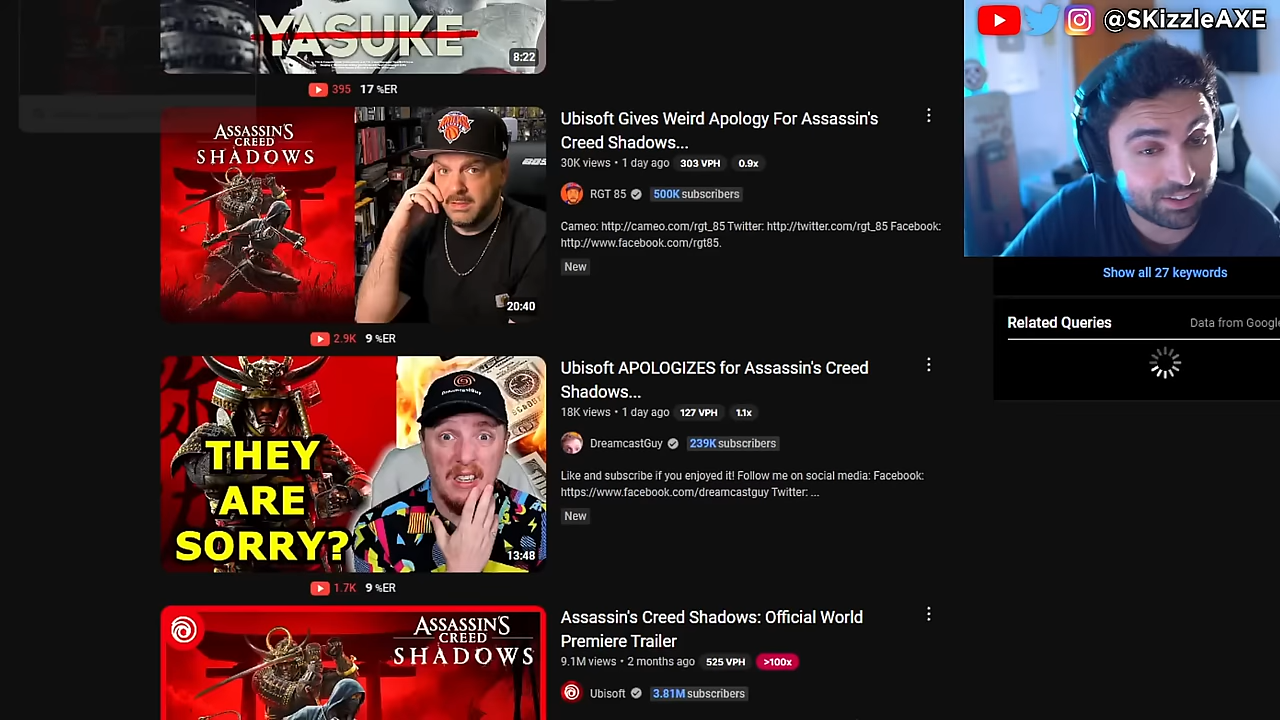 @SKizzleAXE
YASUKE
8:22
395 17 %ER
ASSASSIN'S
CREED
SHADOWS
20:40
Ubisoft Gives Weird Apology For Assassin's
Creed Shadows...
30K views • 1 day ago 303 VPH 0.9x
RGT 85 500K subscribers
Cameo: http://cameo.com/rgt_85 Twitter: http://twitter.com/rgt_85 Facebook:
http://www.facebook.com/rgt85.
New
Show all 27 keywords
Related Queries Data from Google
2.9K 9 %ER
THEY
ARE
SORRY?
13:48
Ubisoft APOLOGIZES for Assassin's Creed
Shadows...
18K views • 1 day ago 127 VPH 1.1x
DreamcastGuy 239K subscribers
Like and subscribe if you enjoyed it! Follow me on social media: Facebook:
https://www.facebook.com/dreamcastguy Twitter: ...
New
1.7K 9 %ER
ASSASSIN'S
CREED
SHADOWS
Assassin's Creed Shadows: Official World
Premiere Trailer
9.1M views • 2 months ago 525 VPH >100x
Ubisoft 3.81M subscribers